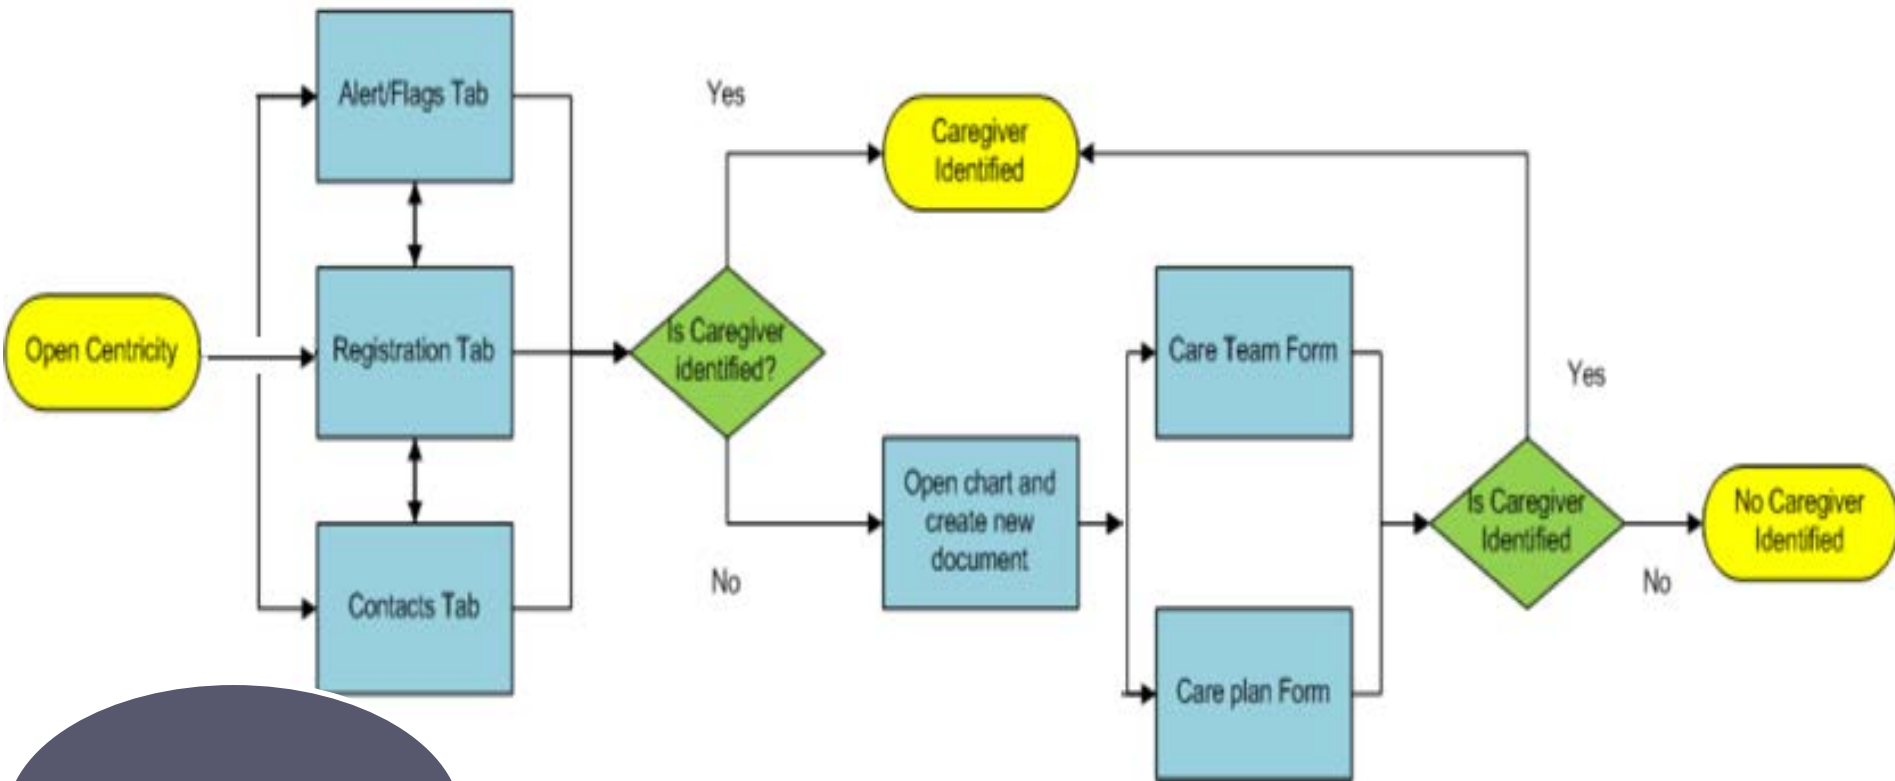 Alert/Flags Tab
Yes
Caregiver
Identified
Open Centricity
Registration Tab
Is Caregiver
identified?
Care Team Form
Yes
Open chart and
create new
document
Is Caregiver
Identified
No Caregiver
Identified
No
No
Contacts Tab
Care plan Form